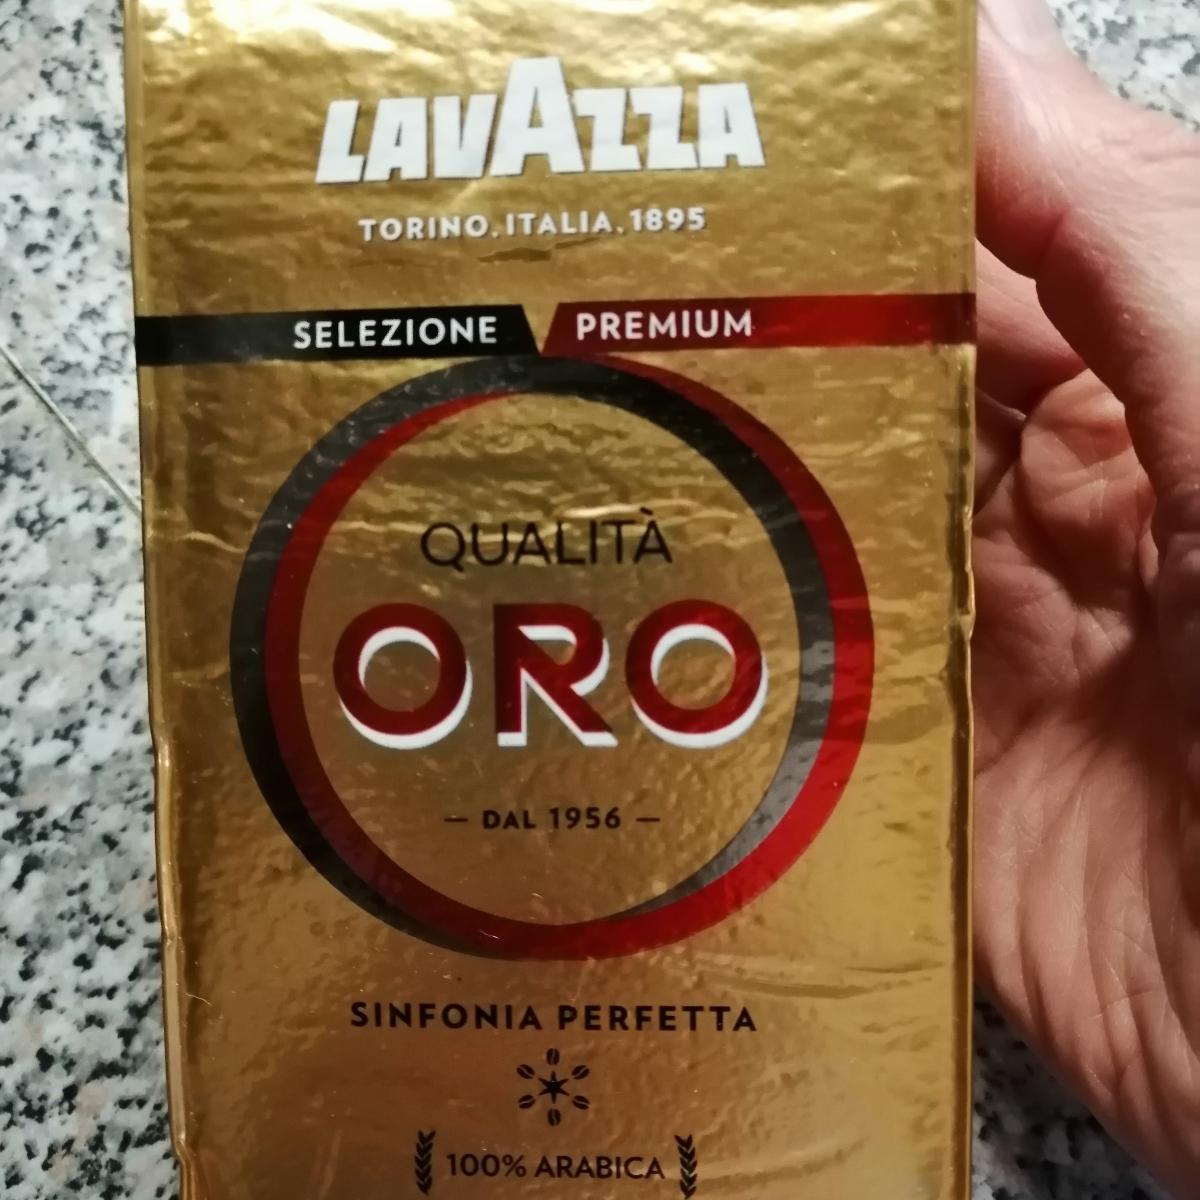 LAVAZZA
TORINO, ITALIA, 1895
SELEZIONE PREMIUM
QUALITÀ
ORO
— DAL 1956 —
SINFONIA PERFETTA
100% ARABICA